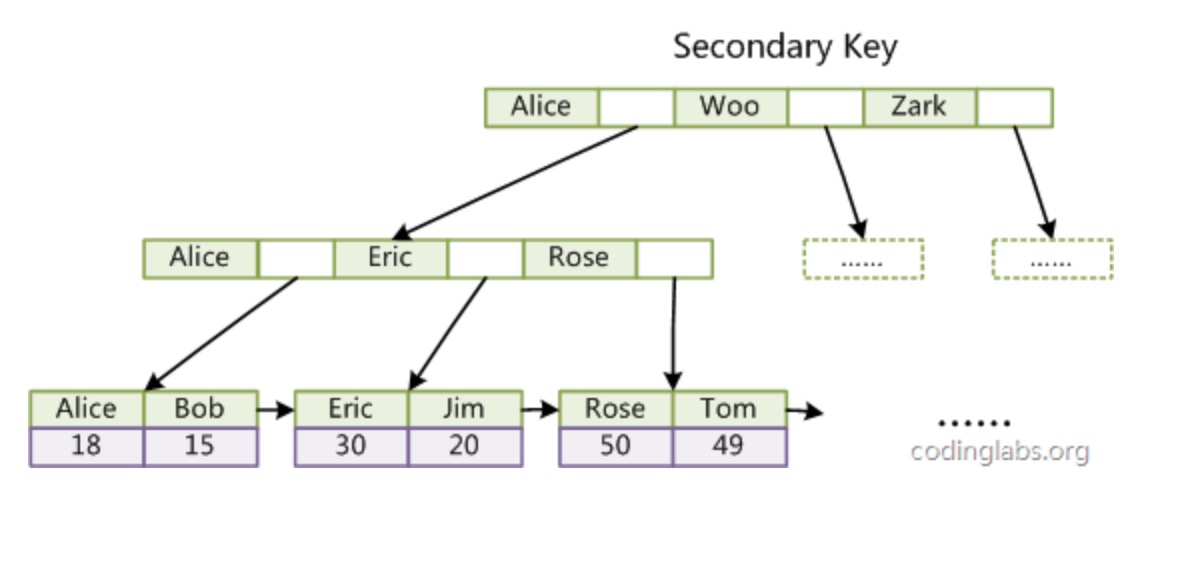 Secondary Key
Alice Woo Zark
Alice Eric Rose
......
......
Alice Bob Eric Jim Rose Tom
18 15 30 20 50 49
......
codinglabs.org